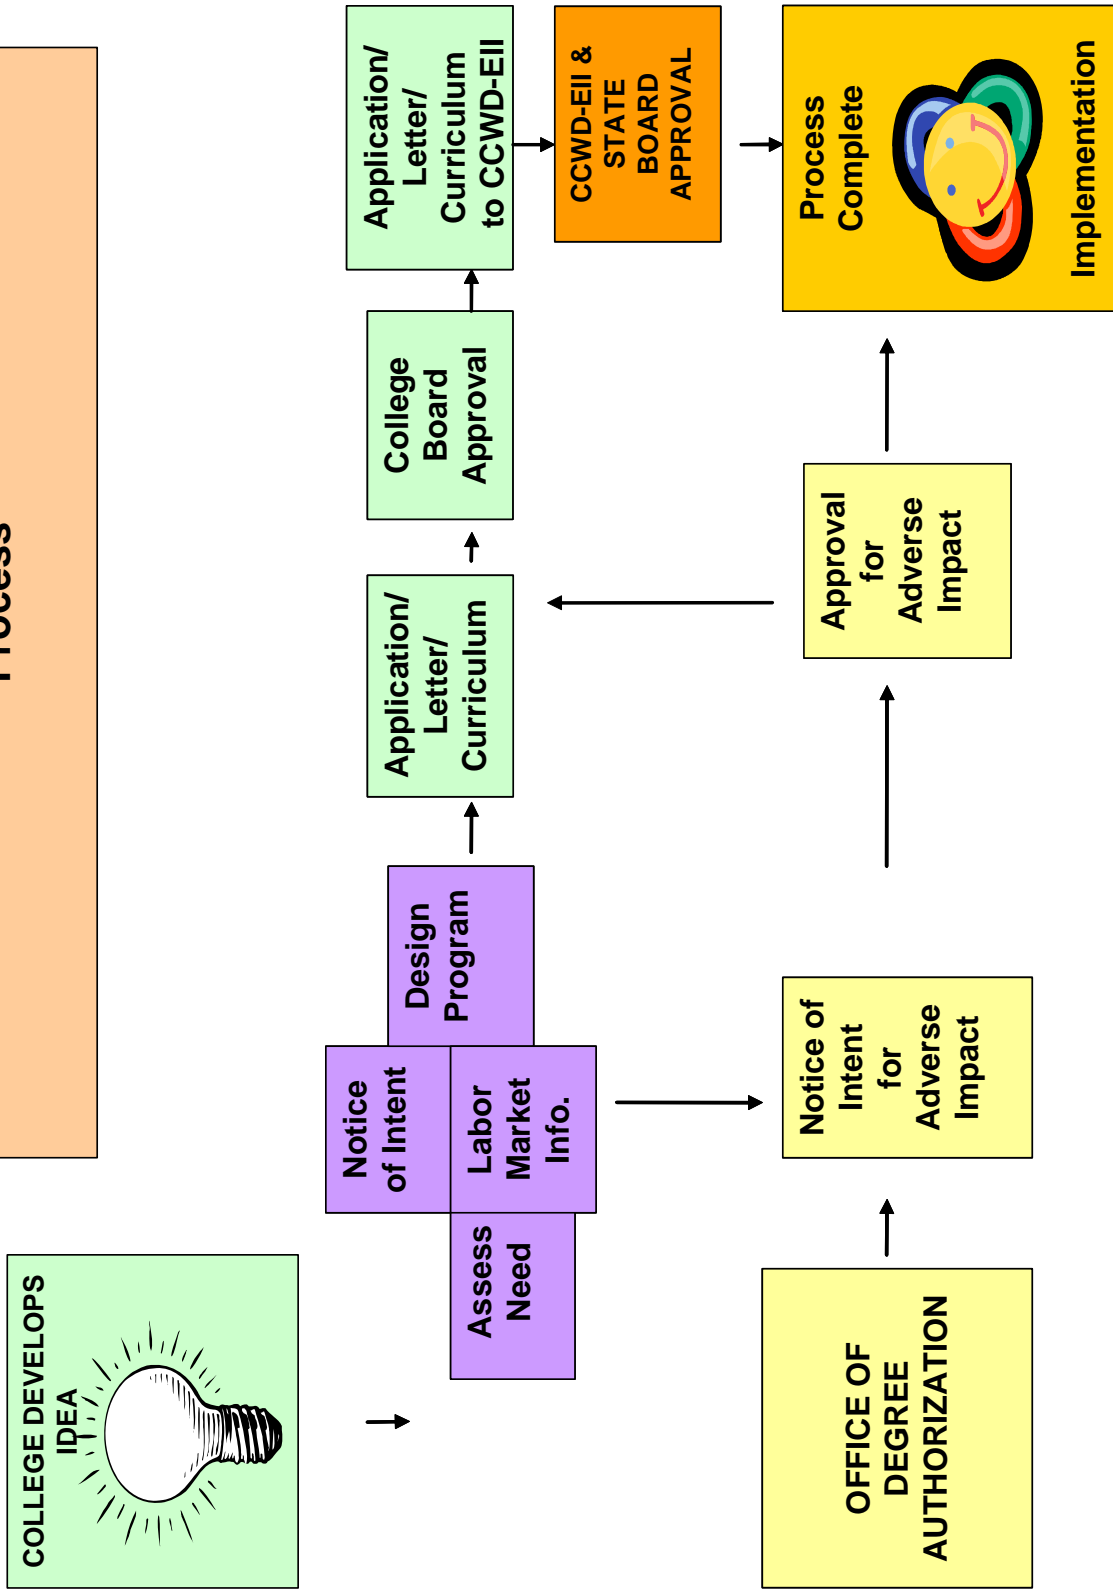 Process
COLLEGE DEVELOPS
IDEA
Assess
Need
Notice
of Intent
Labor
Market
Info.
Design
Program
Application/
Letter/
Curriculum
College
Board
Approval
Application/
Letter/
Curriculum
to CCWD-EII
CCWD-EII &
STATE
BOARD
APPROVAL
OFFICE OF
DEGREE
AUTHORIZATION
Notice of
Intent
for
Adverse
Impact
Approval
for
Adverse
Impact
Process
Complete
Implementation